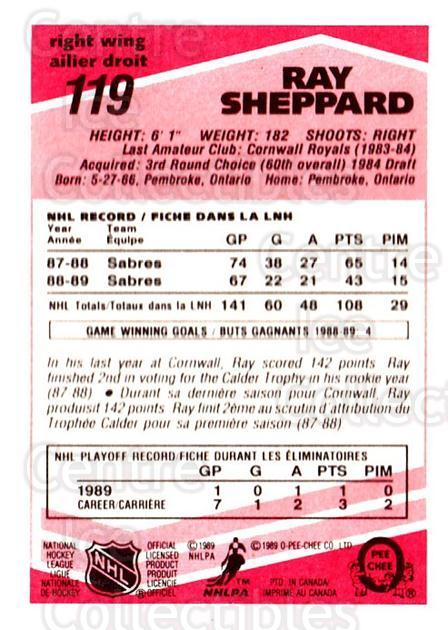 right wing
ailier droit
119
RAY
SHEPPARD
HEIGHT: 6' 1" WEIGHT: 182 SHOOTS: RIGHT
Last Amateur Club: Cornwall Royals (1983-84)
Acquired: 3rd Round Choice (60th overall) 1984 Draft
Born: 5-27-66, Pembroke, Ontario Home: Pembroke, Ontario
NHL RECORD / FICHE DANS LA LNH
Year Team
Année Équipe GP G A PTS PIM
87-88 Sabres 74 38 27 65 14
88-89 Sabres 67 22 21 43 15
NHL Totals/Totaux dans la LNH 141 60 48 108 29
GAME WINNING GOALS / BUTS GAGNANTS 1988-89 4
In his last year at Cornwall, Ray scored 142 points. Ray
finished 2nd in voting for the Calder Trophy in his rookie year
(87-88) • Durant sa dernière saison pour Cornwall, Ray
produisit 142 points. Ray finit 2ème au scrutin d'attribution du
Trophée Calder pour sa première saison (87-88)
NHL PLAYOFF RECORD/FICHE DURANT LES ÉLIMINATOIRES
GP G A PTS PIM
1989 1 0 1 1 0
CAREER/CARRIÈRE 7 1 2 3 2
NATIONAL
HOCKEY
LEAGUE
LIGUE
NATIONALE
DE HOCKEY
NHL
OFFICIAL
LICENSED
PRODUCT
PRODUIT
LICENCIÉ
OFFICIEL
© 1989
NHLPA
NHLPA
TM
© 1989 O-PEE-CHEE CO. LTD.
PTD. IN CANADA
IMPRIMÉ AU CANADA
O
PEE
CHEE
Centre
Ice
Collectibles